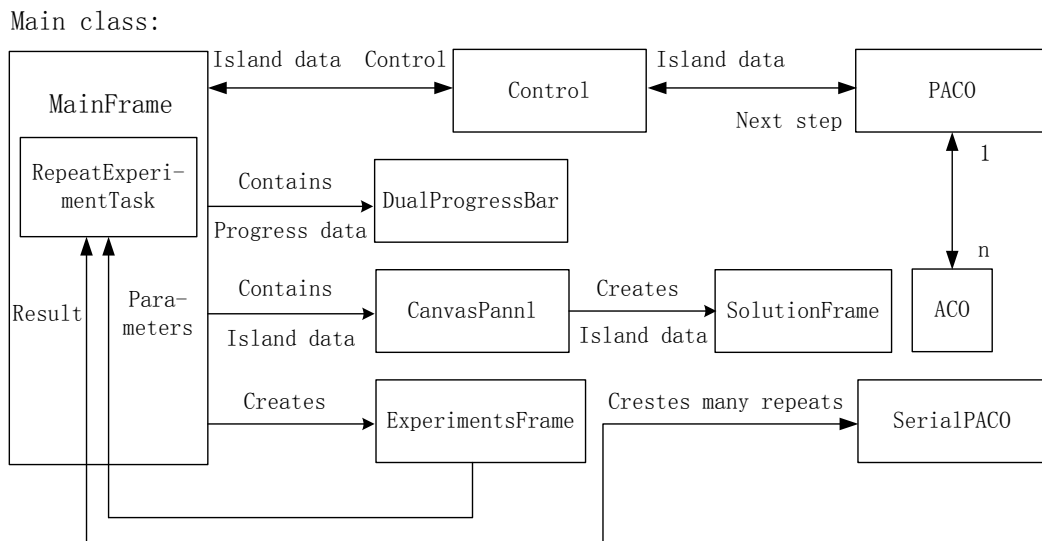 Main class:
Island data
Control
Island data
MainFrame
Control
PACO
Next step
RepeatExperi-
mentTask
Contains
DualProgressBar
Progress data
1
n
Result
Para-
meters
Contains
CanvasPannl
Creates
SolutionFrame
ACO
Island data
Island data
Creates
ExperimentsFrame
Crestes many repeats
SerialPACO